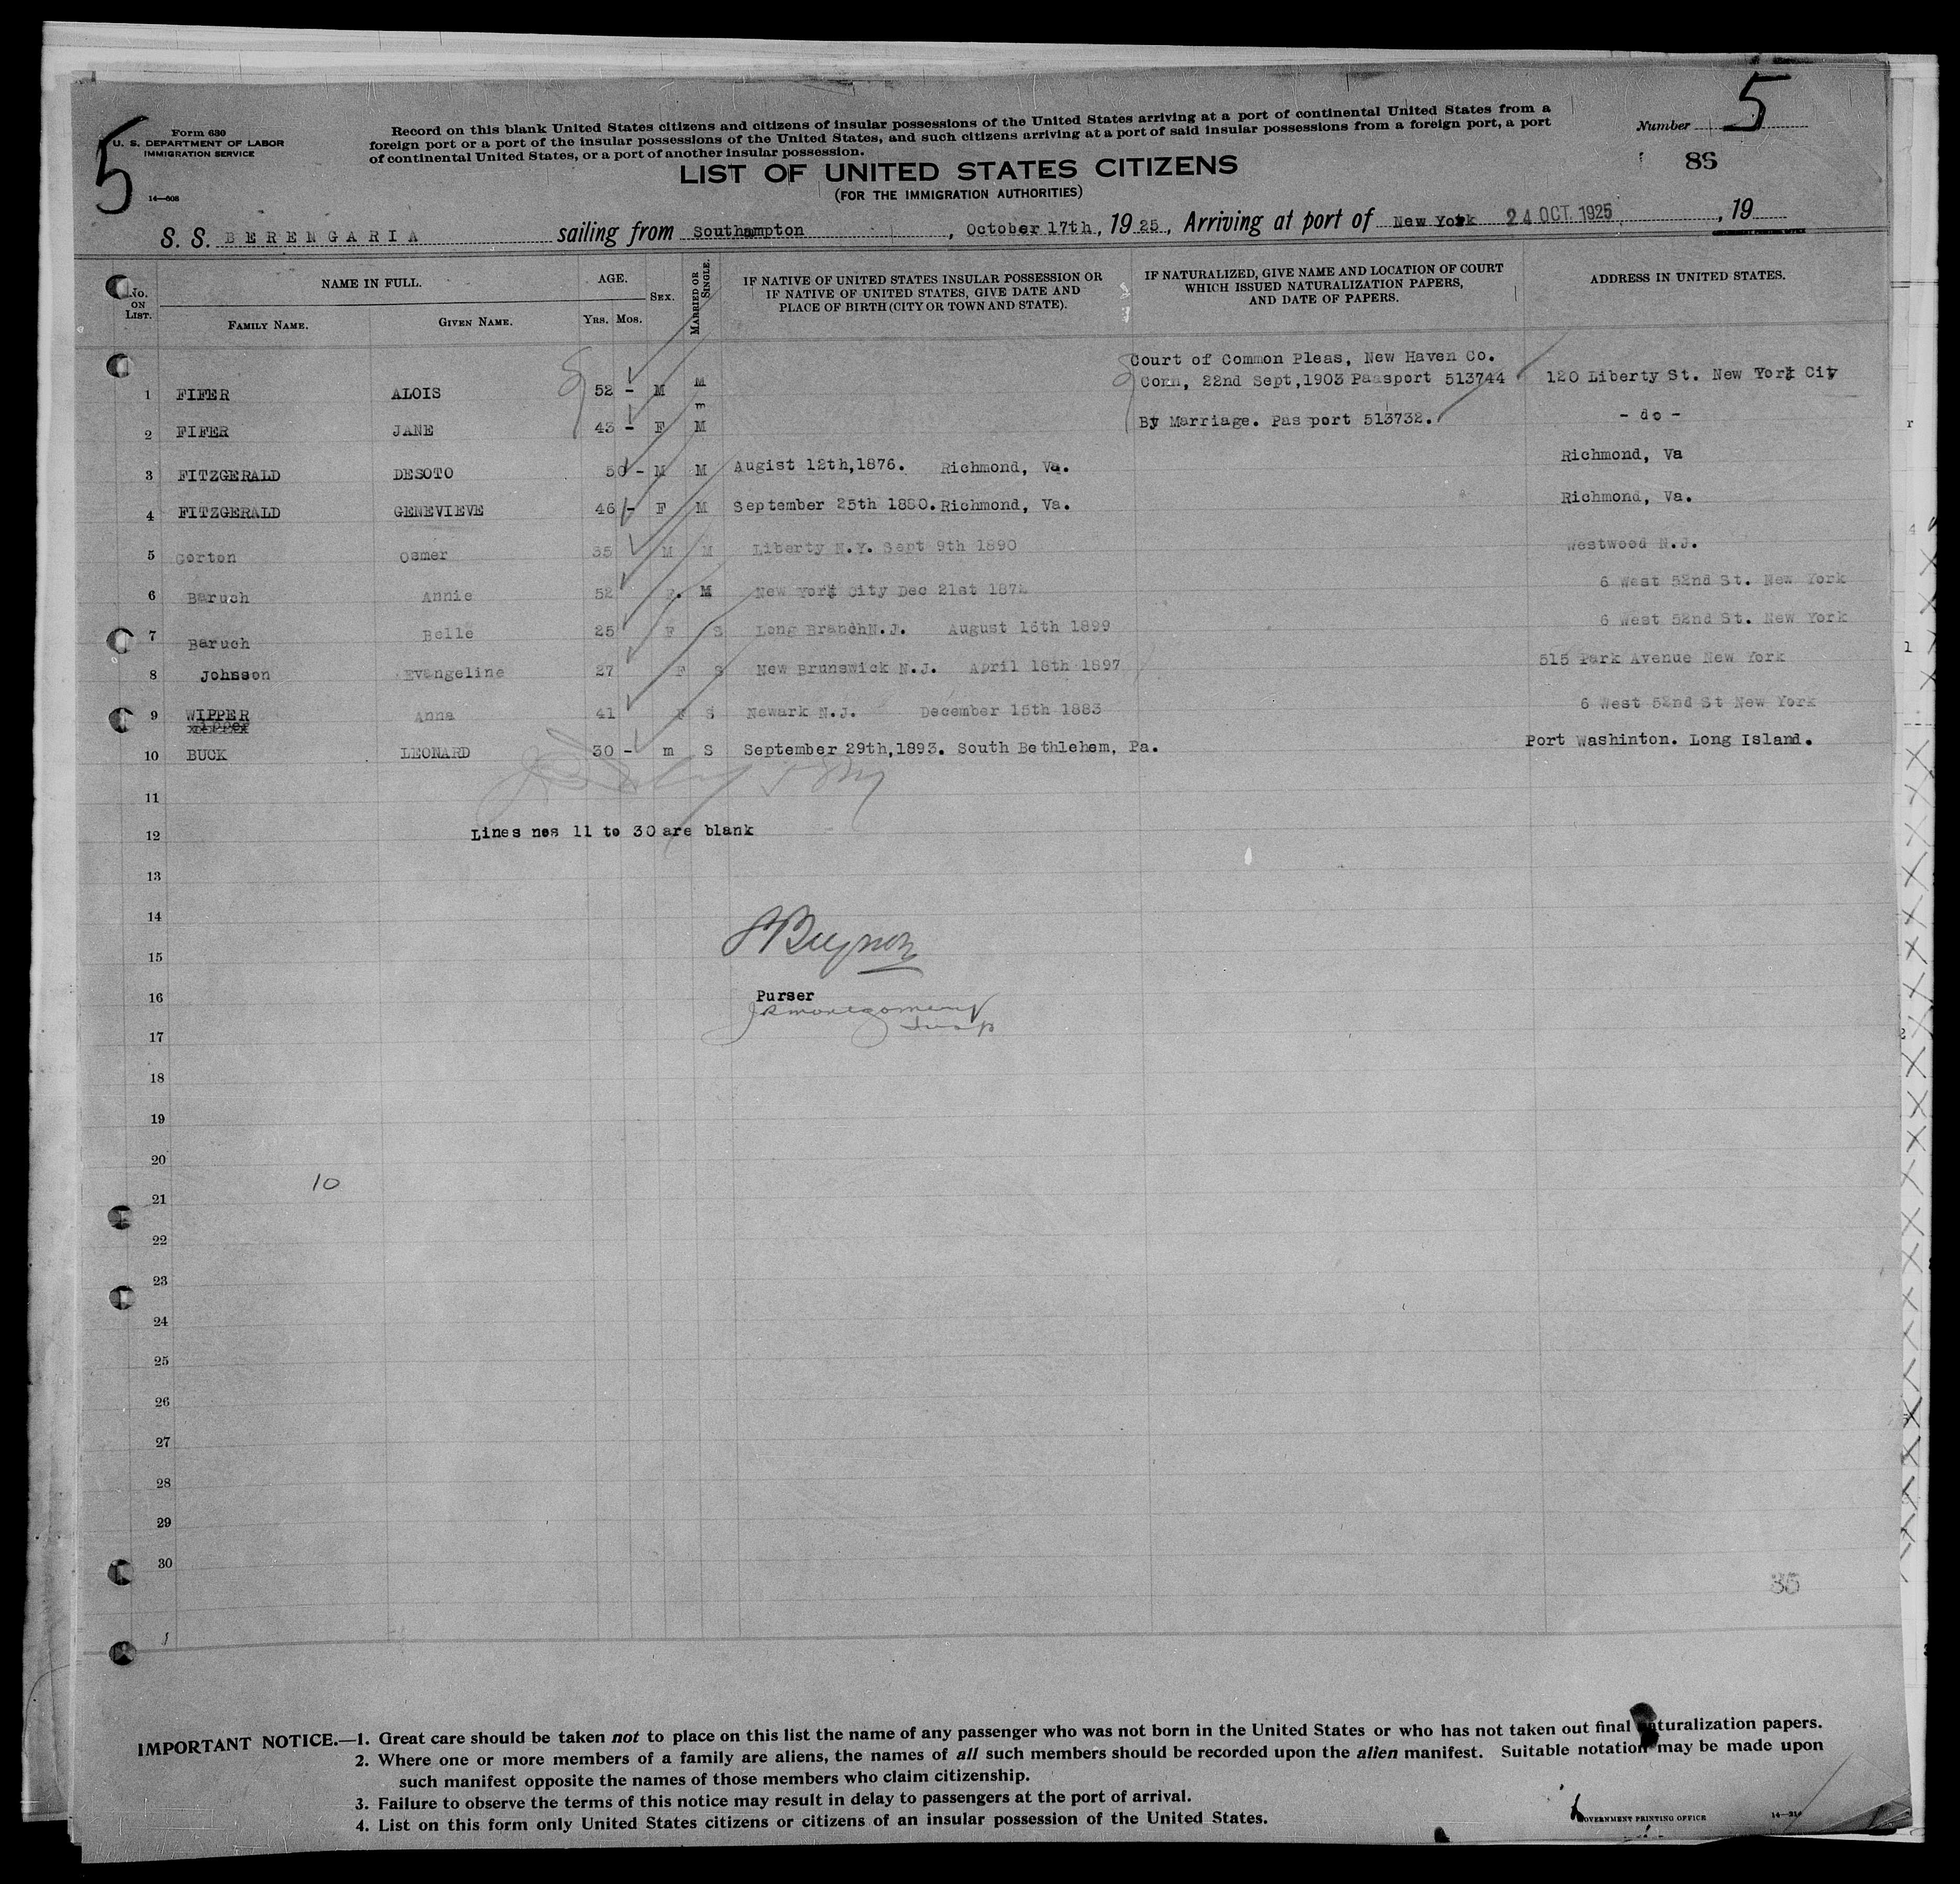 5
Form 630
U. S. DEPARTMENT OF LABOR
IMMIGRATION SERVICE
14—608
Record on this blank United States citizens and citizens of insular possessions of the United States arriving at a port of continental United States from a
foreign port or a port of the insular possessions of the United States, and such citizens arriving at a port of said insular possessions from a foreign port, a port
of continental United States, or a port of another insular possession.
Number 5
86
LIST OF UNITED STATES CITIZENS
(FOR THE IMMIGRATION AUTHORITIES)
S. S. BERENGARIA sailing from Southampton, October 17th, 1925, Arriving at port of New York 24 OCT 1925, 19
No. ON LIST. NAME IN FULL. FAMILY NAME. GIVEN NAME. AGE. YRS. MOS. SEX. MARRIED OR SINGLE. IF NATIVE OF UNITED STATES INSULAR POSSESSION OR IF NATIVE OF UNITED STATES, GIVE DATE AND PLACE OF BIRTH (CITY OR TOWN AND STATE). IF NATURALIZED, GIVE NAME AND LOCATION OF COURT WHICH ISSUED NATURALIZATION PAPERS, AND DATE OF PAPERS. ADDRESS IN UNITED STATES.
Court of Common Pleas, New Haven Co.
1 FIFER ALOIS 52 - M M Conn, 22nd Sept,1903 Paasport 513744 120 Liberty St. New York City
2 FIFER JANE 43 - F M By Marriage. Pas port 513732. - do -
3 FITZGERALD DESOTO 50 - M M Augist 12th,1876. Richmond, Va. Richmond, Va
4 FITZGERALD GENEVIEVE 46 - F M September 25th 1880. Richmond, Va. Richmond, Va.
5 Gorton Osmer 35 M M Liberty N.Y. Sept 9th 1890 Westwood N.J.
6 Baruch Annie 52 F. M New York City Dec 21st 187 6 West 52nd St. New York
7 Baruch Belle 25 F S Long Branch N.J. August 16th 1899 6 West 52nd St. New York
8 Johnson Evangeline 27 F S New Brunswick N.J. April 18th 1897 515 Park Avenue New York
9 WIPPER Anna 41 F S Newark N.J. December 15th 1883 6 West 52nd St New York
10 BUCK LEONARD 30 - m S September 29th,1893. South Bethlehem, Pa. Port Washinton. Long Island.
11
Lines nos 11 to 30 are blank
12
13
14
15
16 Purser
17
18
19
20
10
21
22
23
24
25
26
27
28
29
30
35
IMPORTANT NOTICE.—1. Great care should be taken not to place on this list the name of any passenger who was not born in the United States or who has not taken out final naturalization papers.
2. Where one or more members of a family are aliens, the names of all such members should be recorded upon the alien manifest. Suitable notation may be made upon
such manifest opposite the names of those members who claim citizenship.
3. Failure to observe the terms of this notice may result in delay to passengers at the port of arrival.
4. List on this form only United States citizens or citizens of an insular possession of the United States.
GOVERNMENT PRINTING OFFICE